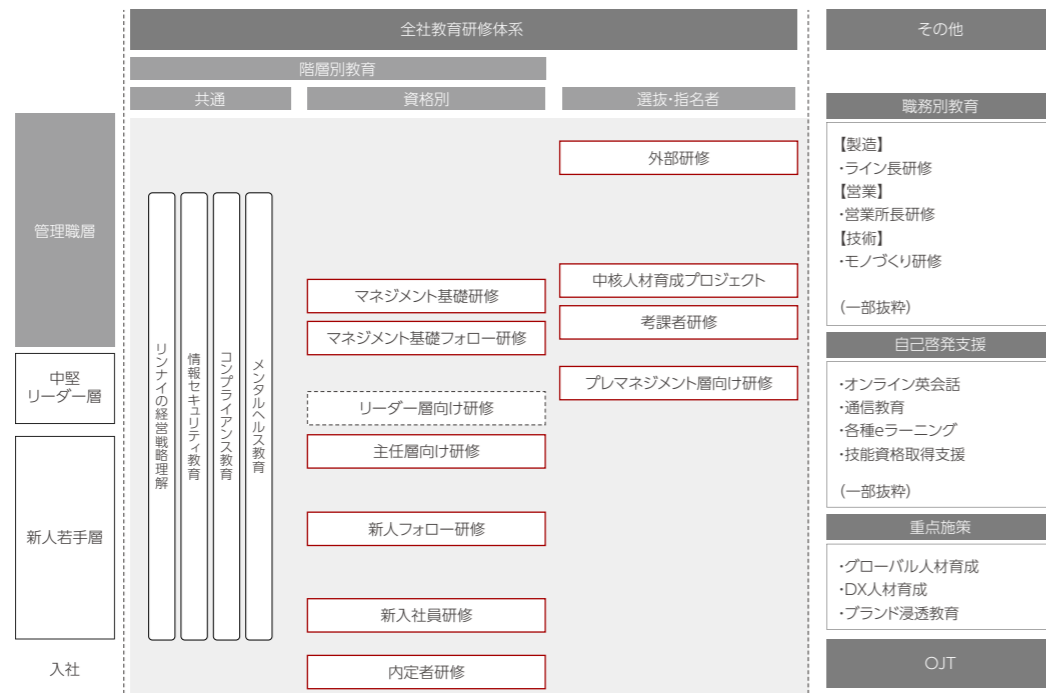 全社教育研修体系
その他
階層別教育
共通
資格別
選抜・指名者
管理職層
中堅
リーダー層
新人若手層
入社
リンナイの経営戦略理解
情報セキュリティ教育
コンプライアンス教育
メンタルヘルス教育
マネジメント基礎研修
マネジメント基礎フォロー研修
リーダー層向け研修
主任層向け研修
新人フォロー研修
新入社員研修
内定者研修
外部研修
中核人材育成プロジェクト
考課者研修
プレマネジメント層向け研修
職務別教育
【製造】
・ライン長研修
【営業】
・営業所長研修
【技術】
・モノづくり研修
(一部抜粋)
自己啓発支援
・オンライン英会話
・通信教育
・各種eラーニング
・技能資格取得支援
(一部抜粋)
重点施策
・グローバル人材育成
・DX人材育成
・ブランド浸透教育
OJT